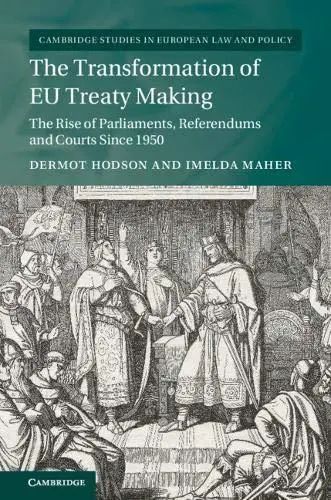 CAMBRIDGE STUDIES IN EUROPEAN LAW AND POLICY
The Transformation of
EU Treaty Making
The Rise of Parliaments, Referendums
and Courts Since 1950
DERMOT HODSON AND IMELDA MAHER
CAMBRIDGE